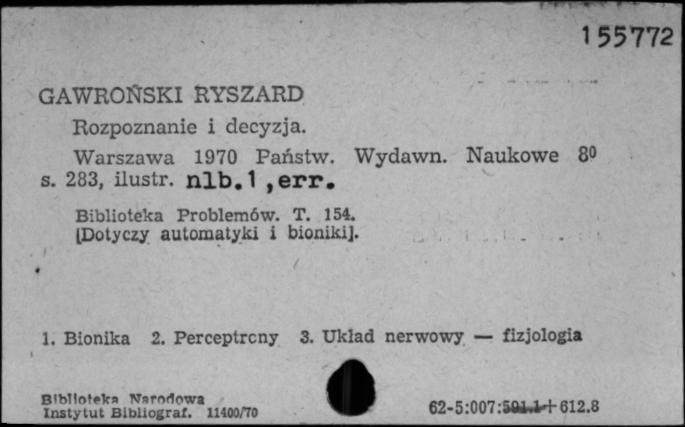 155772
GAWROŃSKI RYSZARD
Rozpoznanie i decyzja.
Warszawa 1970 Państw. Wydawn. Naukowe 8º
s. 283, ilustr. nlb.1 ,err.
Biblioteka Problemów. T. 154.
[Dotyczy automatyki i bioniki].
1. Bionika 2. Perceptrony 3. Układ nerwowy — fizjologia
Biblioteka Narodowa
Instytut Bibliograf. 11400/70
62-5:007:591.1+612.8